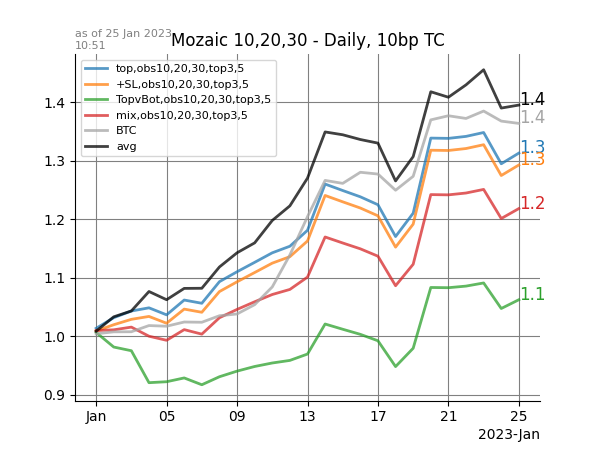 as of 25 Jan 2023
10:51
Mozaic 10,20,30 - Daily, 10bp TC
top,obs10,20,30,top3,5
+SL,obs10,20,30,top3,5
TopvBot,obs10,20,30,top3,5
mix,obs10,20,30,top3,5
BTC
avg
1.4
1.4
1.4
1.3
1.3
1.3
1.2
1.2
1.1
1.1
1.0
0.9
Jan
05
09
13
17
21
25
2023-Jan